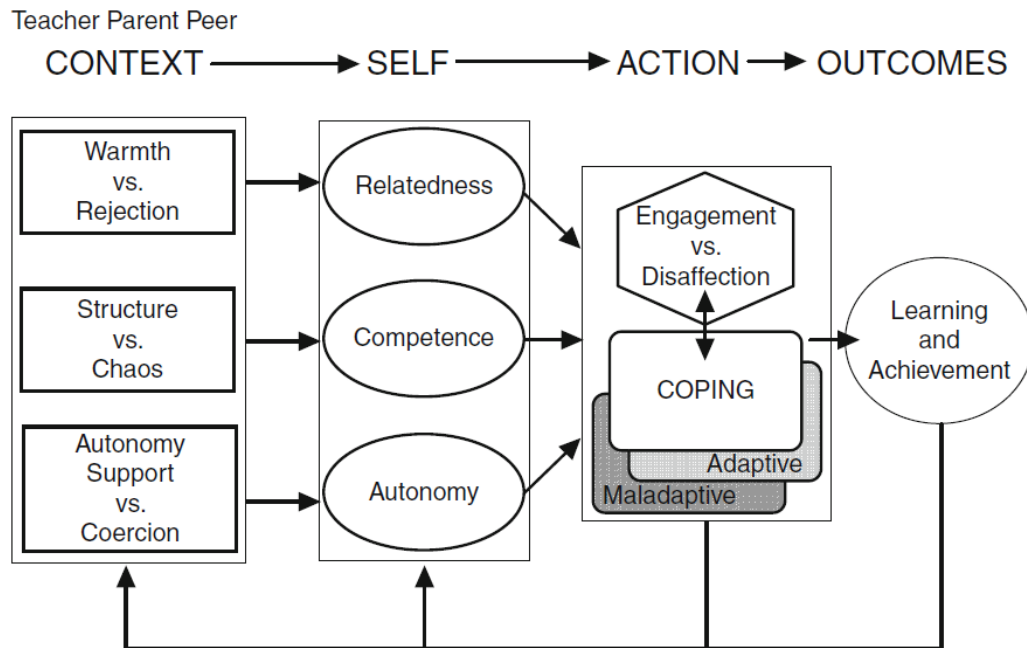 Teacher Parent Peer
CONTEXT SELF ACTION OUTCOMES
Warmth
vs.
Rejection
Structure
vs.
Chaos
Autonomy
Support
vs.
Coercion
Relatedness
Competence
Autonomy
Engagement
vs.
Disaffection
COPING
Adaptive
Maladaptive
Learning
and
Achievement